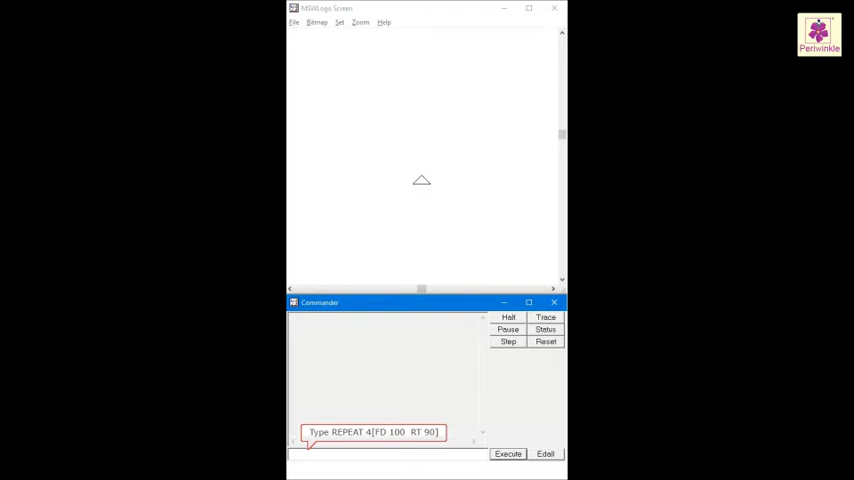 MSWLogo Screen
File Bitmap Set Zoom Help
Periwinkle
Commander
Halt Trace
Pause Status
Step Reset
Type REPEAT 4[FD 100 RT 90]
Execute Edall